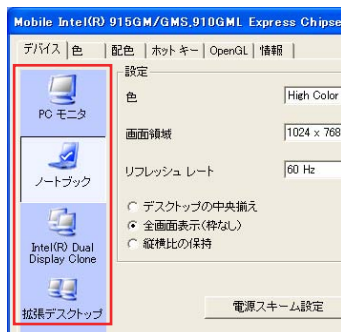 Mobile Intel(R) 915GM/GMS,910GML Express Chipse
デバイス 色 配色 ホット キー OpenGL 情報
PC モニタ
ノートブック
Intel(R) Dual
Display Clone
拡張デスクトップ
設定
色 High Color
画面領域 1024 x 768
リフレッシュ レート 60 Hz
デスクトップの中央揃え
全画面表示(枠なし)
縦横比の保持
電源スキーム設定